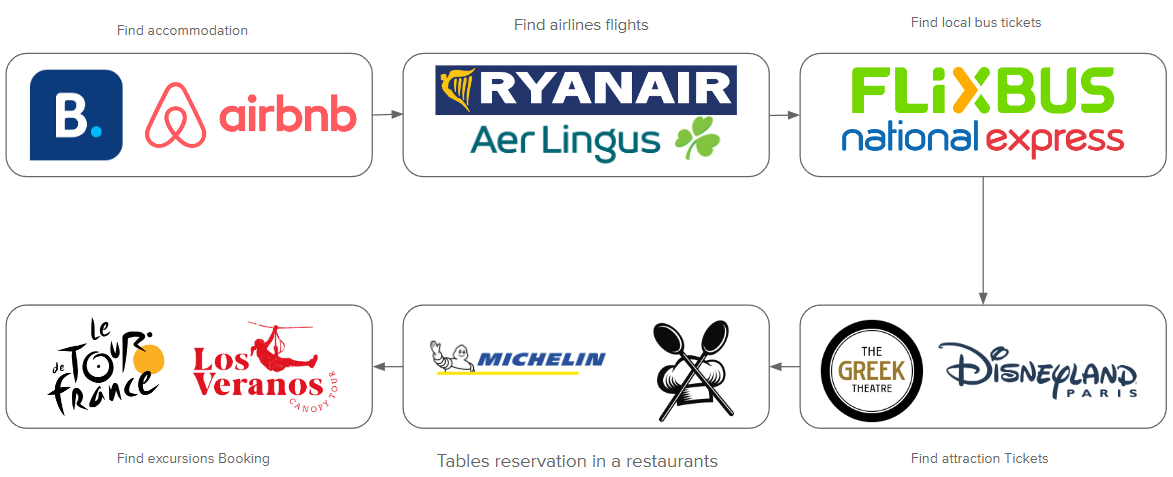 Find accommodation
Find airlines flights
Find local bus tickets
B.
airbnb
RYANAIR
Aer Lingus
FLiXBUS
national express
Le
de TOUR.
france
Los
Veranos
CANOPY TOUR
MICHELIN
THE
GREEK
THEATRE
DISNEYLAND
PARIS
Find excursions Booking
Tables reservation in a restaurants
Find attraction Tickets